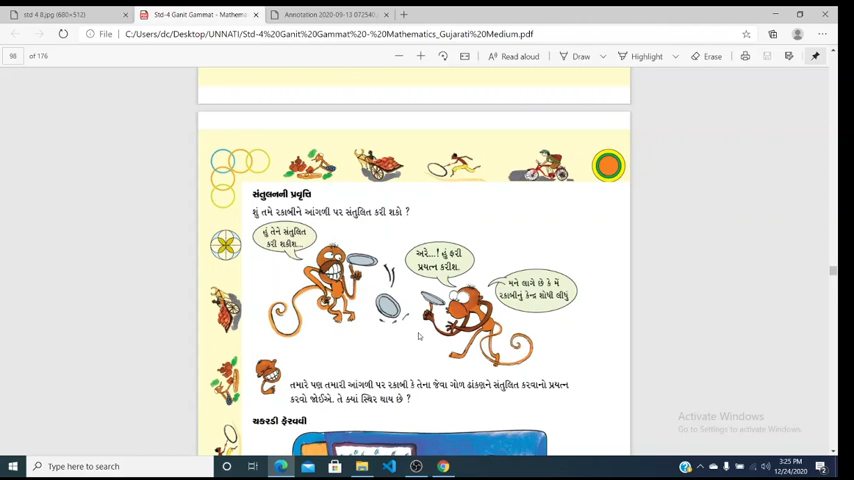 std 4 8.jpg (680×512)
Std-4 Ganit Gammat - Mathema
Annotation 2020-09-13 072540
File
C:/Users/dc/Desktop/UNNATI/Std-4%20Ganit%20Gammat%20-%20Mathematics_Gujarati%20Medium.pdf
98 of 176
Read aloud
Draw
Highlight
Erase
સંતુલનની પ્રવૃત્તિ
શું તમે રકાબીને આંગળી પર સંતુલિત કરી શકો ?
હું તેને સંતુલિત
કરી શકીશ...
અરે...! હું ફરી
પ્રયત્ન કરીશ.
મને લાગે છે કે મેં
રકાબીનું કેન્દ્ર શોધી લીધું
તમારે પણ તમારી આંગળી પર રકાબી કે તેના જેવા ગોળ ઢાંકણને સંતુલિત કરવાનો પ્રયત્ન
કરવો જોઈએ. તે ક્યાં સ્થિર થાય છે ?
ચકરડી ફેરવવી
Activate Windows
Go to Settings to activate Windows.
Type here to search
3:25 PM
12/24/2020
2